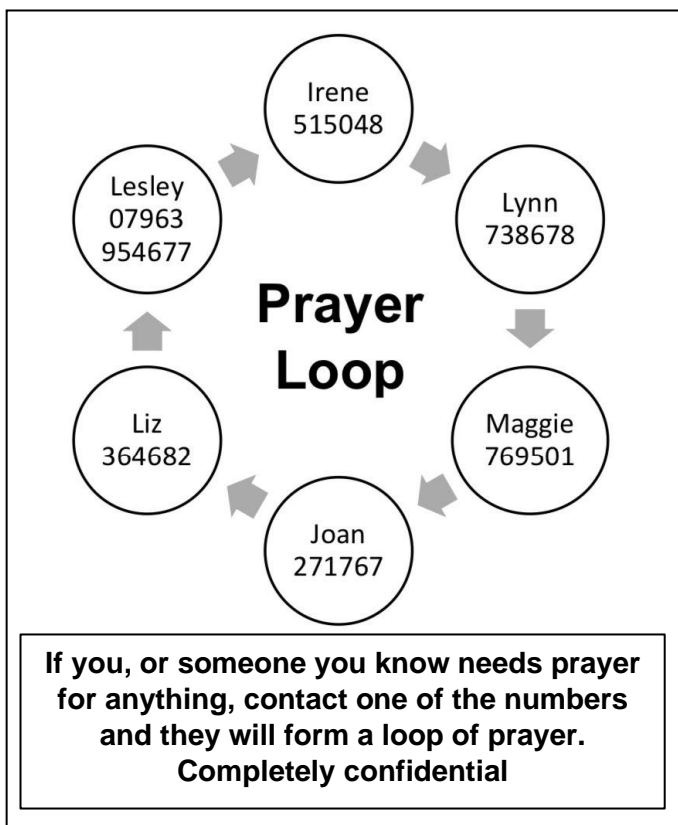 Irene
515048
Lynn
738678
Maggie
769501
Joan
271767
Liz
364682
Lesley
07963
954677
Prayer
Loop
If you, or someone you know needs prayer
for anything, contact one of the numbers
and they will form a loop of prayer.
Completely confidential